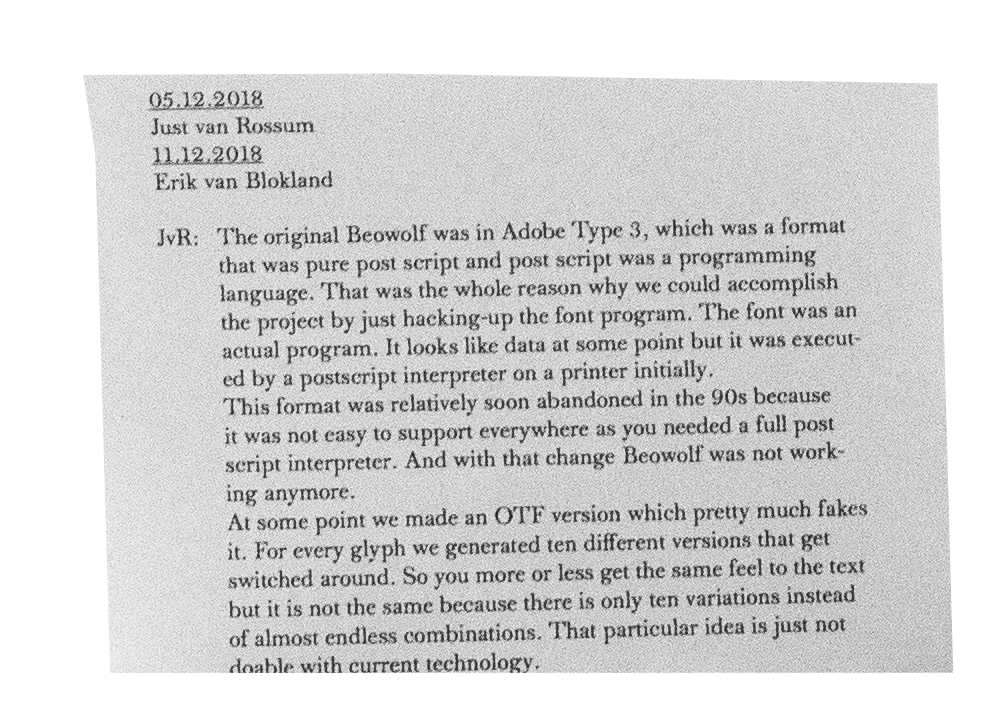 05.12.2018
Just van Rossum
11.12.2018
Erik van Blokland
JvR: The original Beowolf was in Adobe Type 3, which was a format
that was pure post script and post script was a programming
language. That was the whole reason why we could accomplish
the project by just hacking-up the font program. The font was an
actual program. It looks like data at some point but it was execut-
ed by a postscript interpreter on a printer initially.
This format was relatively soon abandoned in the 90s because
it was not easy to support everywhere as you needed a full post
script interpreter. And with that change Beowolf was not work-
ing anymore.
At some point we made an OTF version which pretty much fakes
it. For every glyph we generated ten different versions that get
switched around. So you more or less get the same feel to the text
but it is not the same because there is only ten variations instead
of almost endless combinations. That particular idea is just not
doable with current technology.